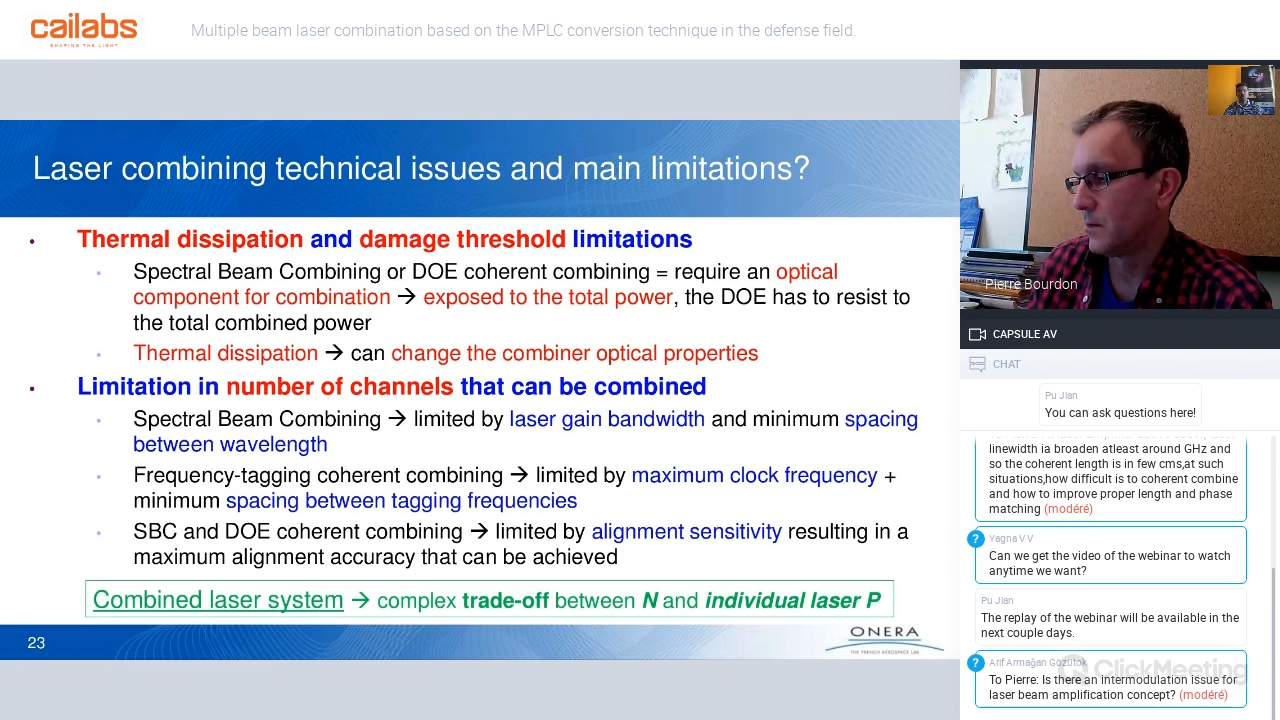 cailabs
SHAPING THE LIGHT
Multiple beam laser combination based on the MPLC conversion technique in the defense field.
Laser combining technical issues and main limitations?
• Thermal dissipation and damage threshold limitations
• Spectral Beam Combining or DOE coherent combining = require an optical
component for combination → exposed to the total power, the DOE has to resist to
the total combined power
• Thermal dissipation → can change the combiner optical properties
• Limitation in number of channels that can be combined
• Spectral Beam Combining → limited by laser gain bandwidth and minimum spacing
between wavelength
• Frequency-tagging coherent combining → limited by maximum clock frequency +
minimum spacing between tagging frequencies
• SBC and DOE coherent combining → limited by alignment sensitivity resulting in a
maximum alignment accuracy that can be achieved
Combined laser system → complex trade-off between N and individual laser P
23
ONERA
THE FRENCH AEROSPACE LAB
Pierre Bourdon
CAPSULE AV
CHAT
Pu Jian
You can ask questions here!
linewidth ia broaden atleast around GHz and
so the coherent length is in few cms,at such
situations,how difficult is to coherent combine
and how to improve proper length and phase
matching (modéré)
?
Yagna V V
Can we get the video of the webinar to watch
anytime we want?
Pu Jian
The replay of the webinar will be available in the
next couple days.
?
Arif Armağan Gözütok
To Pierre: Is there an intermodulation issue for
laser beam amplification concept? (modéré)
ClickMeeting